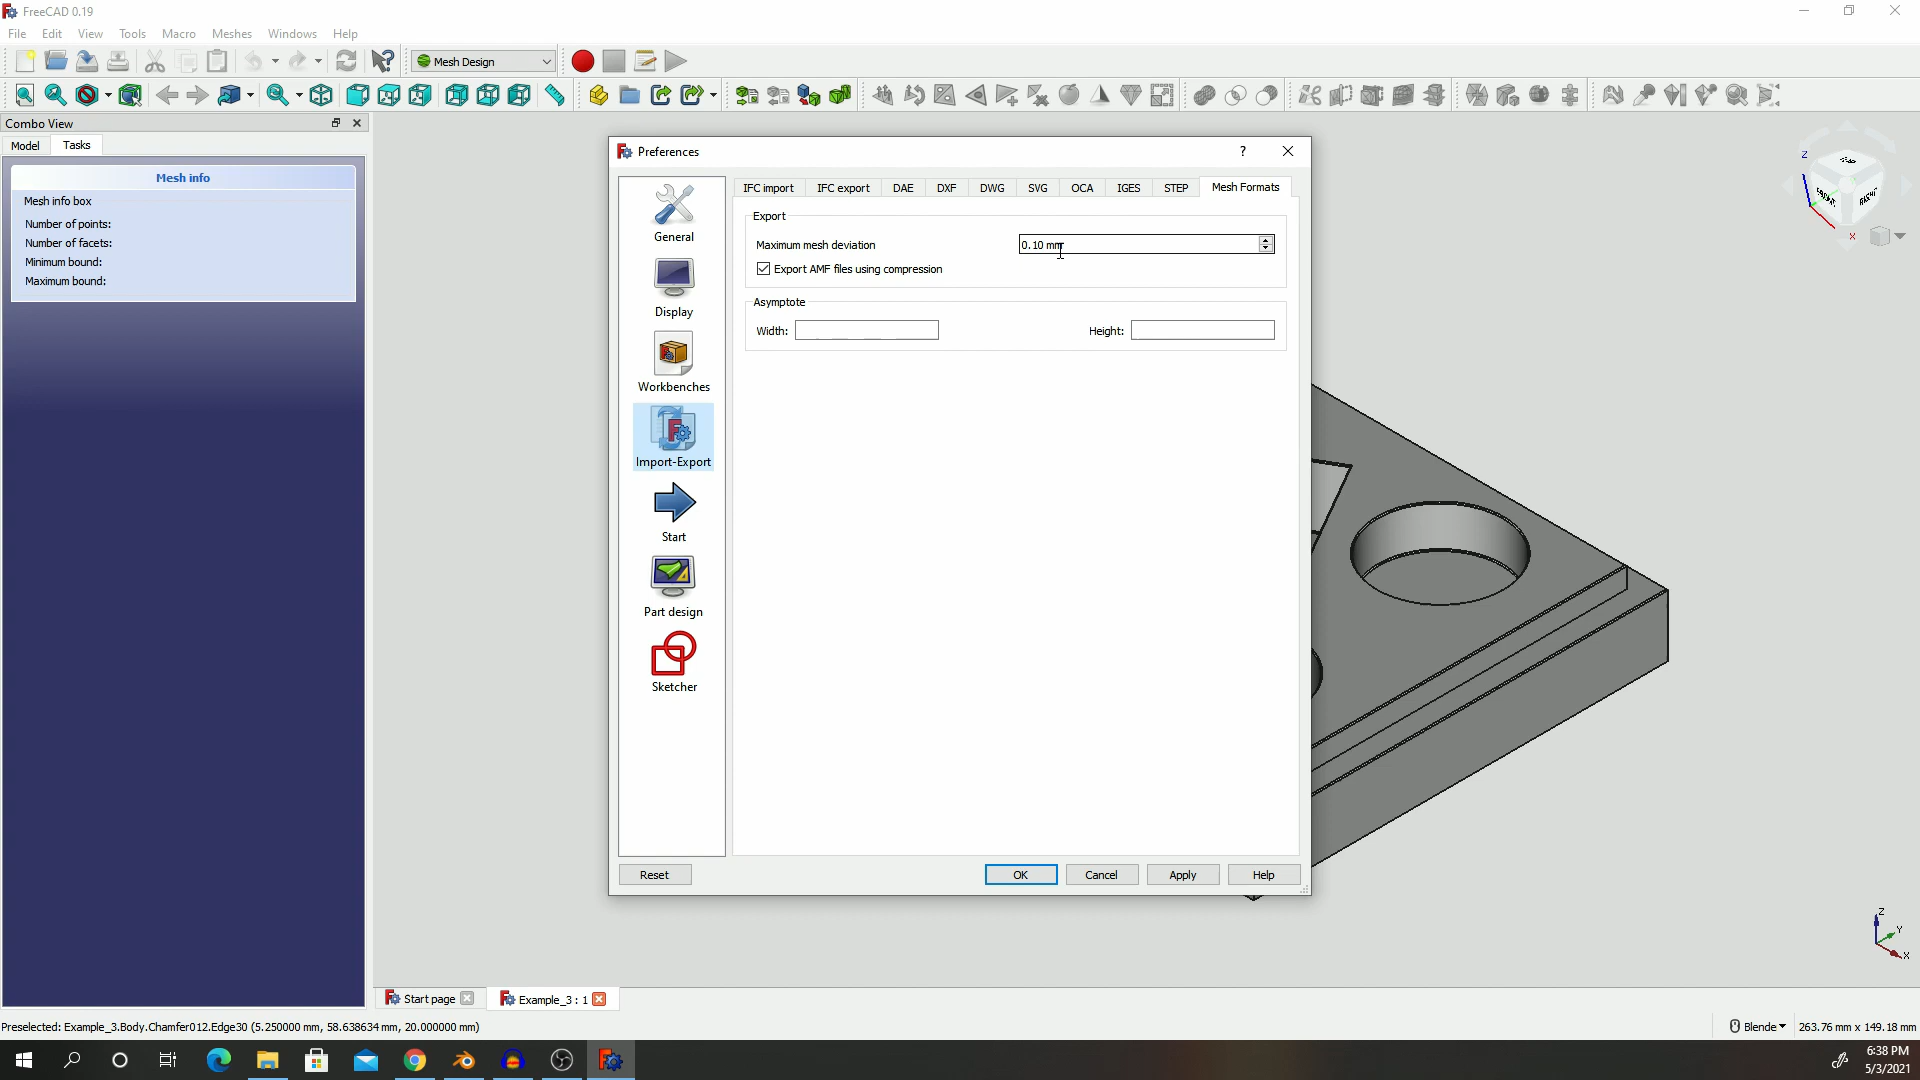 FreeCAD 0.19
File Edit View Tools Macro Meshes Windows Help
Mesh Design
Combo View
Model Tasks
Mesh info
Mesh info box
Number of points:
Number of facets:
Minimum bound:
Maximum bound:
Preferences
General
Display
Workbenches
Import-Export
Start
Part design
Sketcher
IFC import IFC export DAE DXF DWG SVG OCA IGES STEP Mesh Formats
Export
Maximum mesh deviation 0.10 mm
Export AMF files using compression
Asymptote
Width: Height:
Reset OK Cancel Apply Help
Z
X
RIGHT
Z
Y
X
Start page Example_3 : 1
Preselected: Example_3.Body.Chamfer012.Edge30 (5.250000 mm, 58.638634 mm, 20.000000 mm)
Blende 263.76 mm x 149.18 mm
6:38 PM
5/3/2021